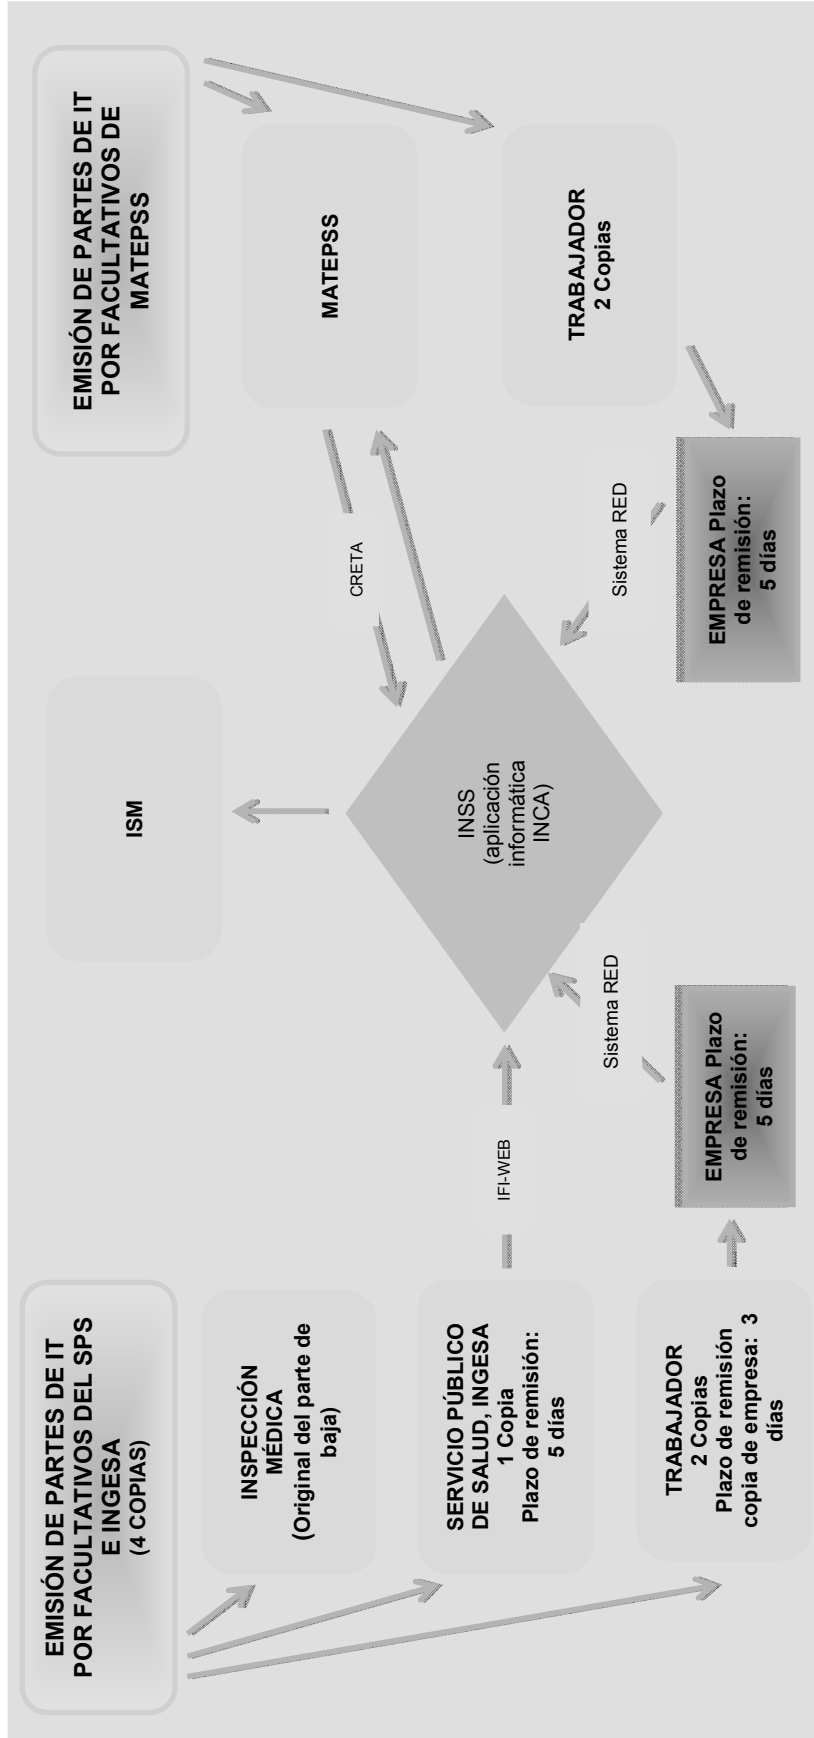 EMISIÓN DE PARTES DE IT
POR FACULTATIVOS DEL SPS
E INGESA
(4 COPIAS)
INSPECCIÓN
MÉDICA
(Original del parte de
baja)
SERVICIO PÚBLICO
DE SALUD, INGESA
1 Copia
Plazo de remisión:
5 días
TRABAJADOR
2 Copias
Plazo de remisión
copia de empresa: 3
días
IFI-WEB
EMPRESA Plazo
de remisión:
5 días
Sistema RED
ISM
INSS
(aplicación
informática
INCA)
CRETA
Sistema RED
EMPRESA Plazo
de remisión:
5 días
EMISIÓN DE PARTES DE IT
POR FACULTATIVOS DE
MATEPSS
MATEPSS
TRABAJADOR
2 Copias